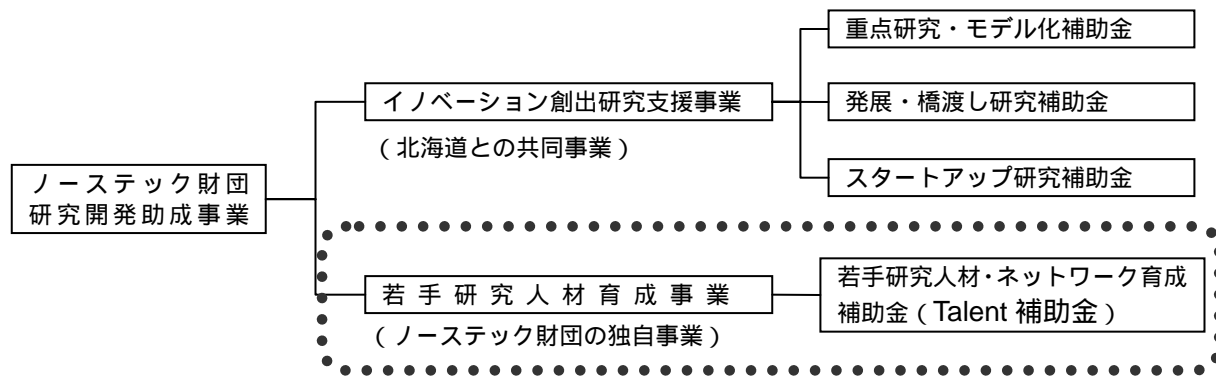 重点研究・モデル化補助金
イノベーション創出研究支援事業
発展・橋渡し研究補助金
(北海道との共同事業)
スタートアップ研究補助金
ノーステック財団
研究開発助成事業
若手研究人材育成事業
若手研究人材・ネットワーク育成
補助金(Talent 補助金)
(ノーステック財団の独自事業)